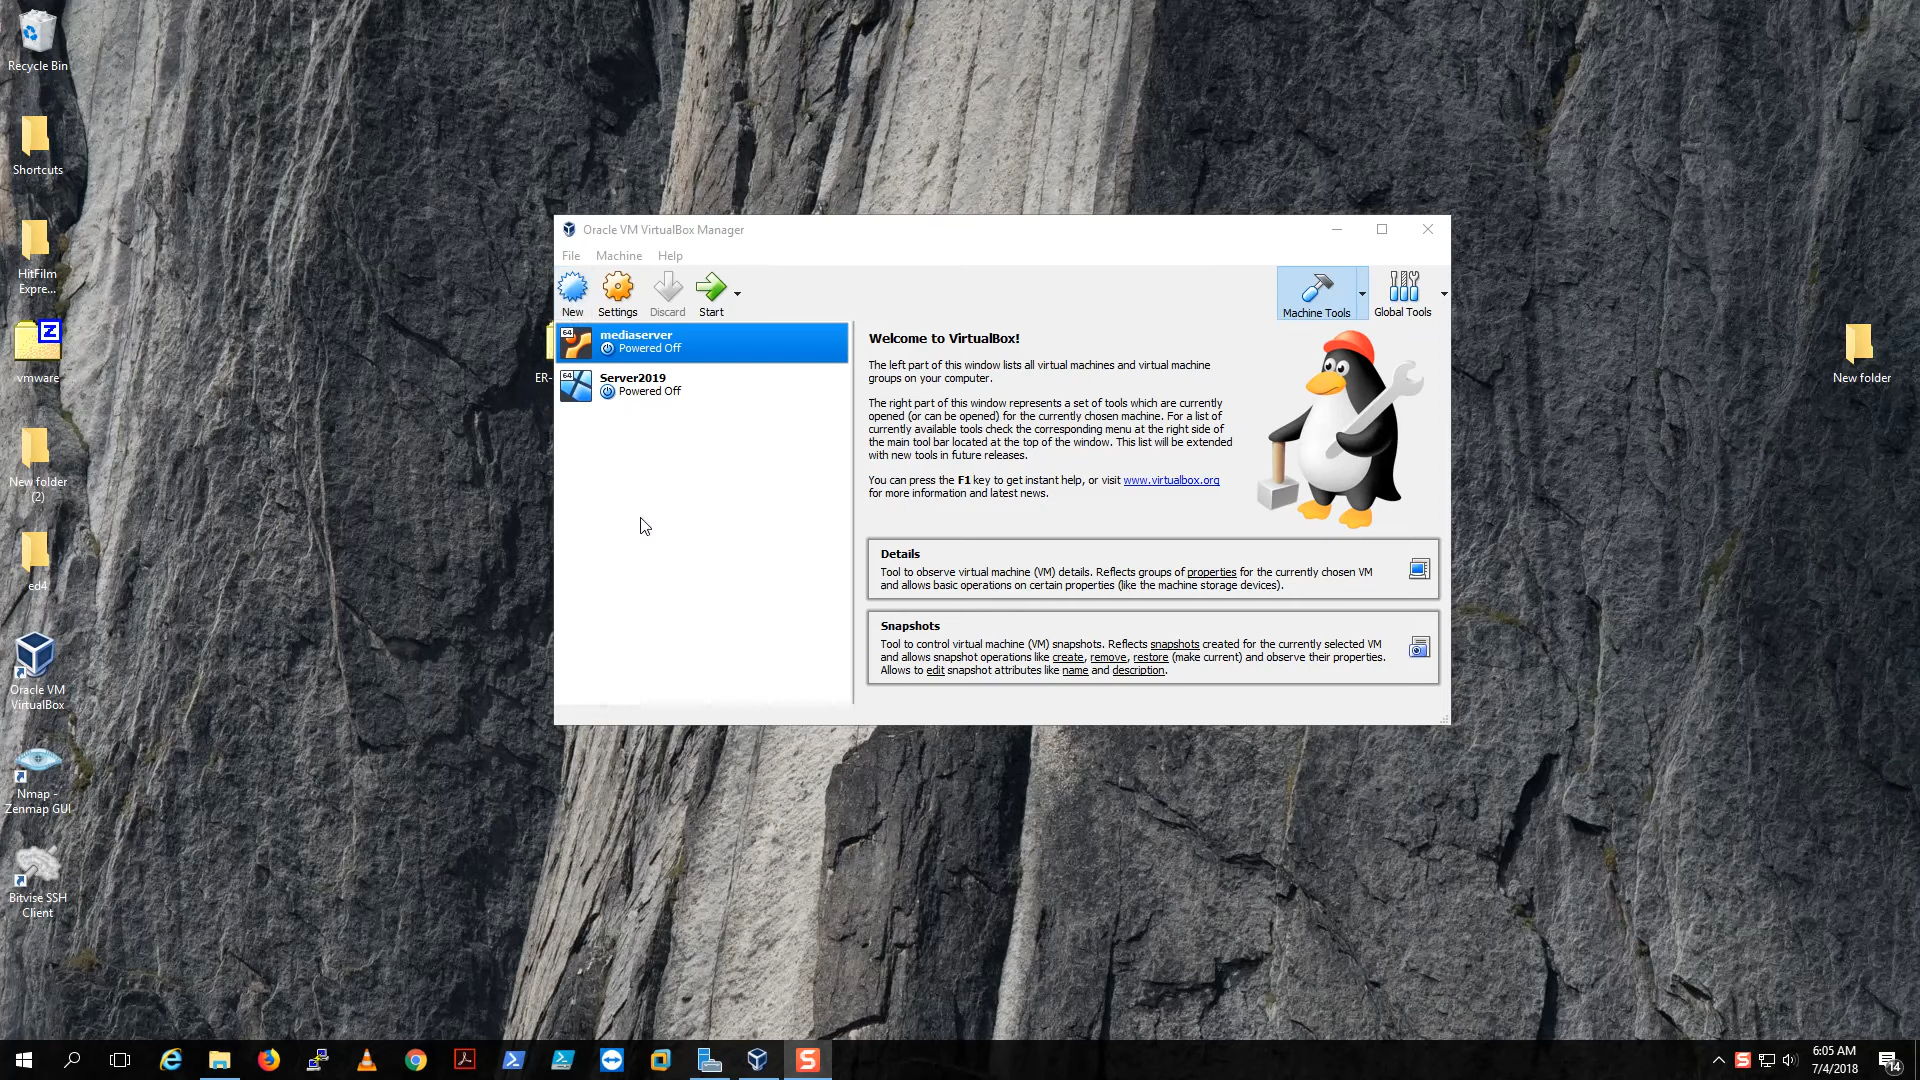 Recycle Bin
Shortcuts
HitFilm
Expre...
Z
vmware
New folder
(2)
ed4
Oracle VM
VirtualBox
Nmap -
Zenmap GUI
Bitvise SSH
Client
ER-
New folder
Oracle VM VirtualBox Manager
File Machine Help
New Settings Discard Start
Machine Tools Global Tools
64 mediaserver
Powered Off
64 Server2019
Powered Off
Welcome to VirtualBox!
The left part of this window lists all virtual machines and virtual machine
groups on your computer.
The right part of this window represents a set of tools which are currently
opened (or can be opened) for the currently chosen machine. For a list of
currently available tools check the corresponding menu at the right side of
the main tool bar located at the top of the window. This list will be extended
with new tools in future releases.
You can press the F1 key to get instant help, or visit www.virtualbox.org
for more information and latest news.
Details
Tool to observe virtual machine (VM) details. Reflects groups of properties for the currently chosen VM
and allows basic operations on certain properties (like the machine storage devices).
Snapshots
Tool to control virtual machine (VM) snapshots. Reflects snapshots created for the currently selected VM
and allows snapshot operations like create, remove, restore (make current) and observe their properties.
Allows to edit snapshot attributes like name and description.
S
S
6:05 AM
7/4/2018
14